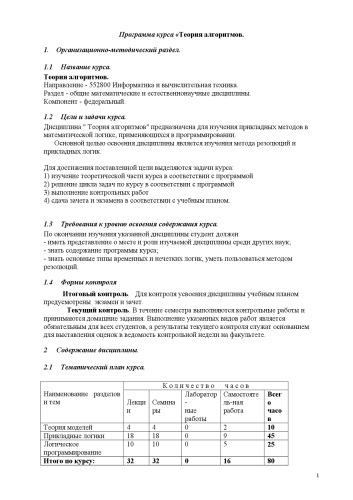 Программа курса «Теория алгоритмов.
1. Организационно-методический раздел.
1.1 Название курса.
Теория алгоритмов.
Направление - 552800 Информатика и вычислительная техника.
Раздел - общие математические и естественнонаучные дисциплины.
Компонент - федеральный.
1.2 Цели и задачи курса.
Дисциплина " Теория алгоритмов" предназначена для изучения прикладных методов в
математической логике, применяющихся в программировании.
Основной целью освоения дисциплины является изучения метода резолюций и
прикладных логик.
Для достижения поставленной цели выделяются задачи курса:
1) изучение теоретической части курса в соответствии с программой
2) решение цикла задач по курсу в соответствии с программой
3) выполнение контрольных работ
4) сдача зачета и экзамена в соответствии с учебным планом.
1.3 Требования к уровню освоения содержания курса.
По окончании изучения указанной дисциплины студент должен
- иметь представление о месте и роли изучаемой дисциплины среди других наук;
- знать содержание программы курса;
- знать основные типы временных и нечетких логик, уметь пользоваться методом
резолюций.
1.4 Формы контроля
Итоговый контроль. Для контроля усвоения дисциплины учебным планом
предусмотрены экзамен и зачет.
Текущий контроль. В течение семестра выполняются контрольные работы и
принимаются домашние задания. Выполнение указанных видов работ является
обязательным для всех студентов, а результаты текущего контроля служат основанием
для выставления оценок в ведомость контрольной недели на факультете.
2 Содержание дисциплины.
2.1 Тематический план курса.
Наименование разделов и тем
Количество часов
Лекции
Семинары
Лаборатор-ные работы
Самостоятель-ная работа
Всего часов
Теория моделей 4 4 0 2 10
Прикладные логики 18 18 0 9 45
Логическое программирование 10 10 0 5 25
Итого по курсу: 32 32 0 16 80
1